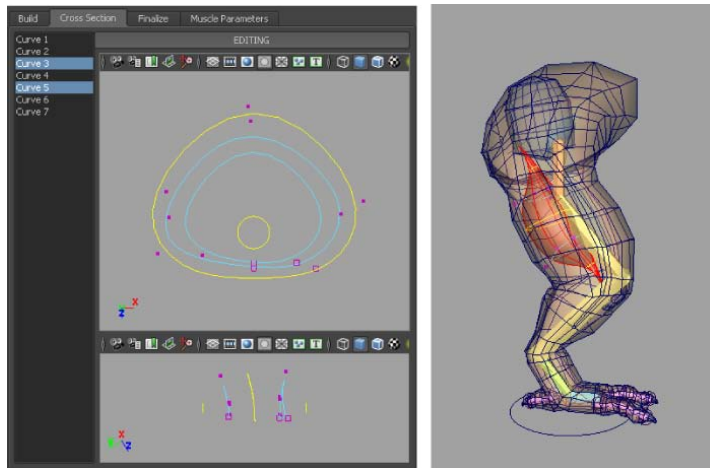 Build Cross Section Finalize Muscle Parameters
Curve 1
Curve 2
Curve 3
Curve 4
Curve 5
Curve 6
Curve 7
EDITING
T
X
Z
T
X
Z